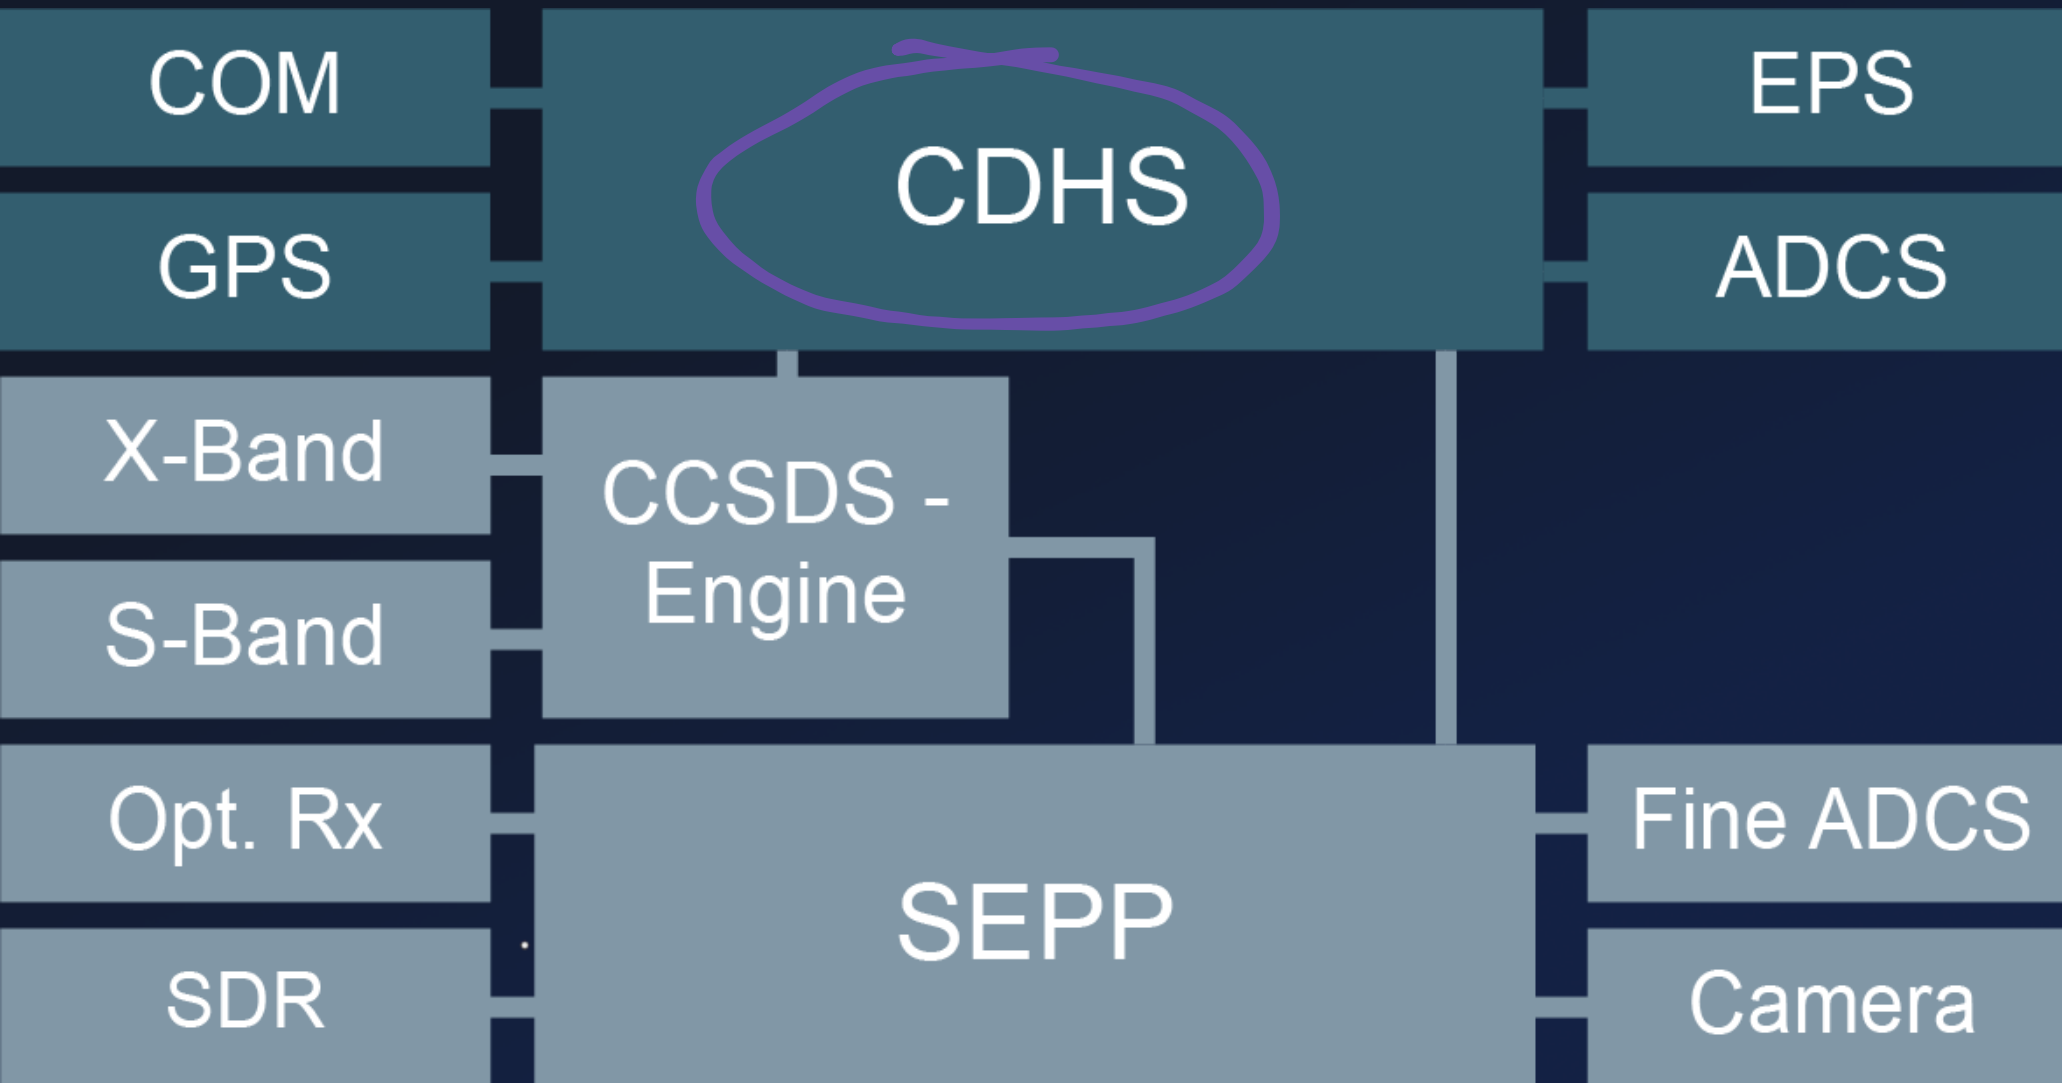 COM
CDHS
EPS
GPS
ADCS
X-Band
CCSDS -
Engine
S-Band
Opt. Rx
SEPP
Fine ADCS
SDR
Camera